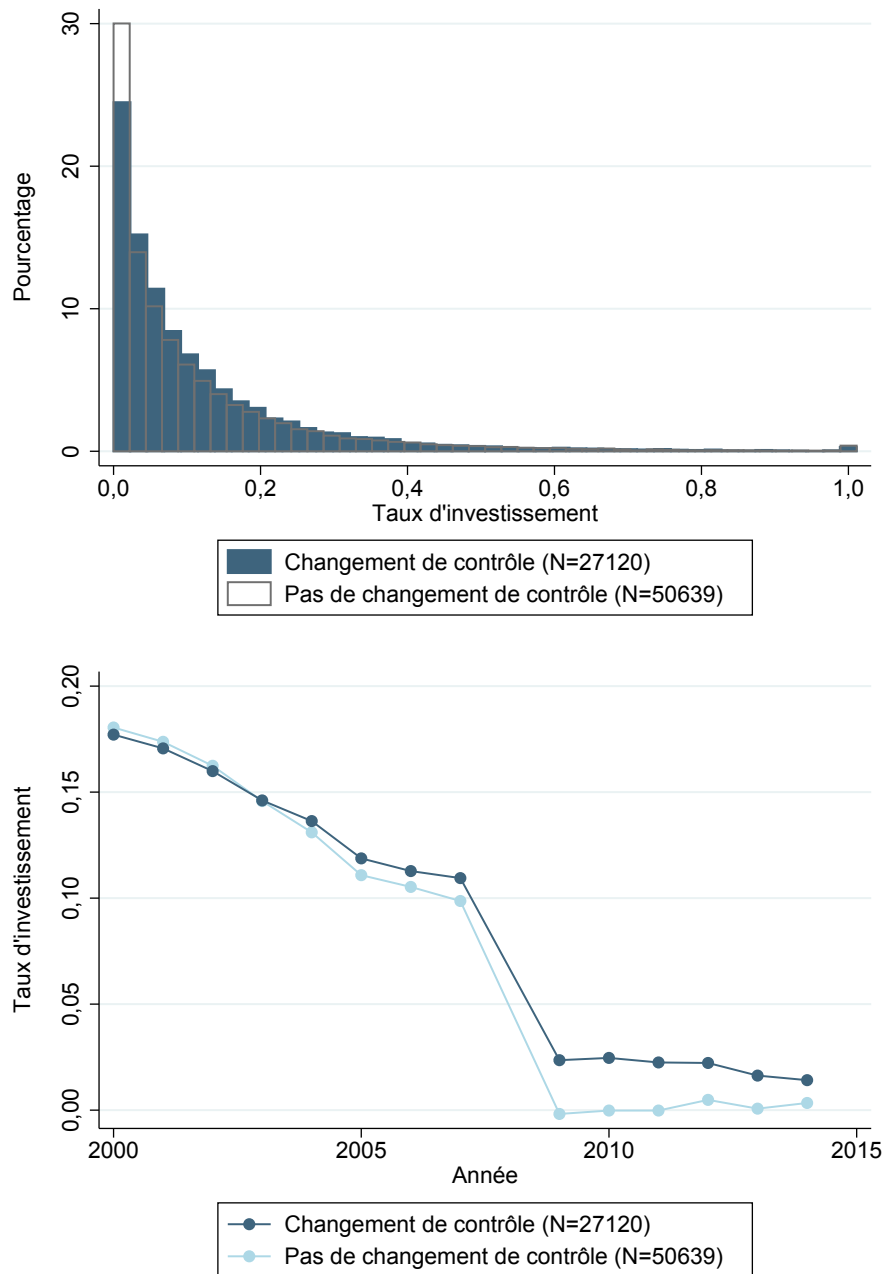 30
20
10
0
Pourcentage
0,0
0,2
0,4
0,6
0,8
1,0
Taux d'investissement
Changement de contrôle (N=27120)
Pas de changement de contrôle (N=50639)
0,20
0,15
0,10
0,05
0,00
Taux d'investissement
2000
2005
2010
2015
Année
Changement de contrôle (N=27120)
Pas de changement de contrôle (N=50639)